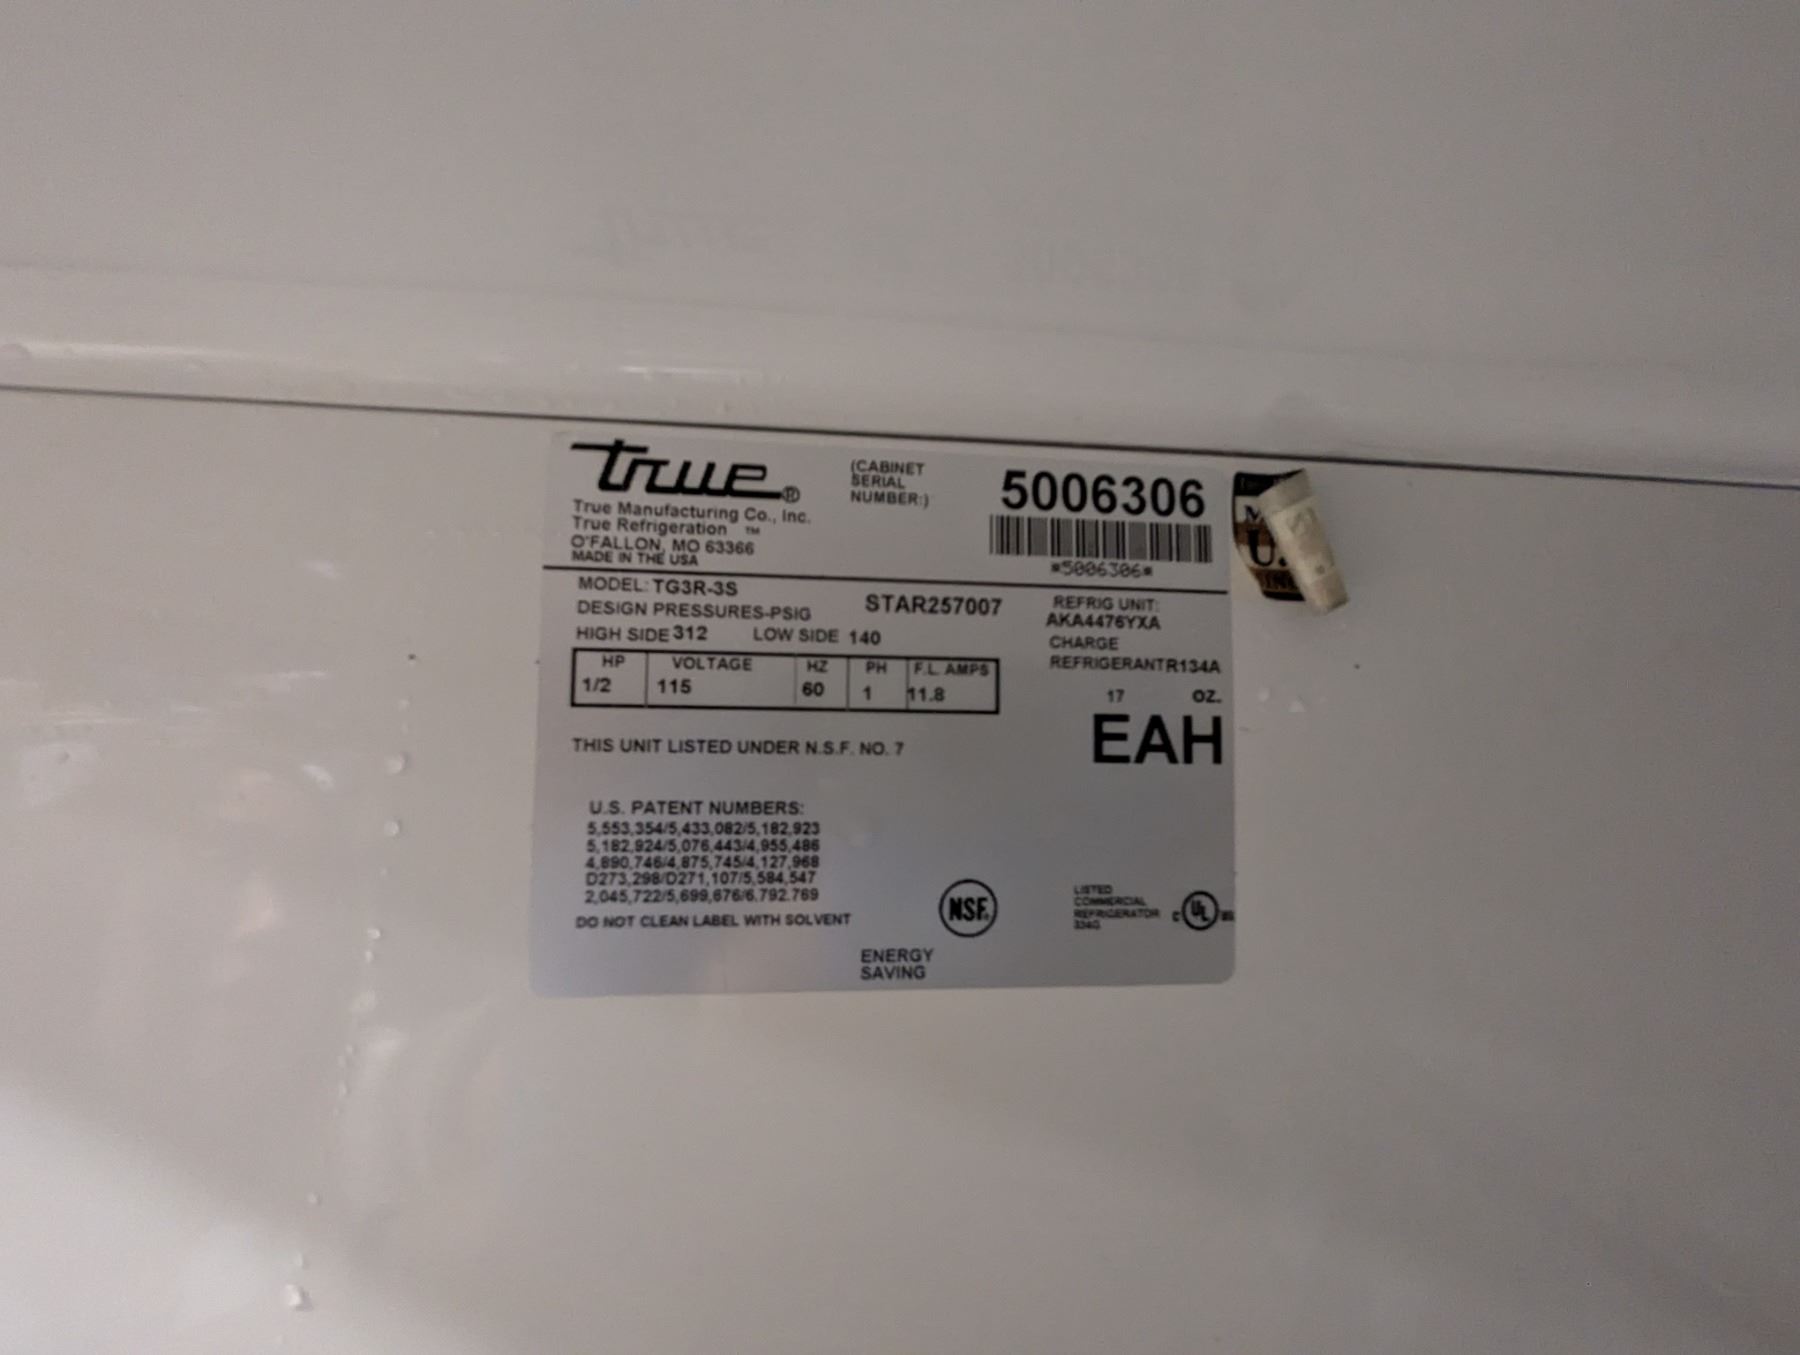 true®
True Manufacturing Co., Inc.
True Refrigeration ™
O'FALLON, MO 63366
MADE IN THE USA
(CABINET
SERIAL
NUMBER:)
5006306
*5006306*
MODEL: TG3R-3S
DESIGN PRESSURES-PSIG
STAR257007
HIGH SIDE 312 LOW SIDE 140
REFRIG UNIT:
AKA4476YXA
CHARGE
REFRIGERANT R134A
17 OZ.
HP VOLTAGE HZ PH F.L. AMPS
1/2 115 60 1 11.8
EAH
THIS UNIT LISTED UNDER N.S.F. NO. 7
U.S. PATENT NUMBERS:
5,553,354/5,433,082/5,182,923
5,182,924/5,076,443/4,955,486
4,890,746/4,875,745/4,127,968
D273,298/D271,107/5,584,547
2,045,722/5,699,676/6.792.769
DO NOT CLEAN LABEL WITH SOLVENT
NSF.
LISTED
COMMERCIAL
REFRIGERATOR
C UL US
ENERGY
SAVING